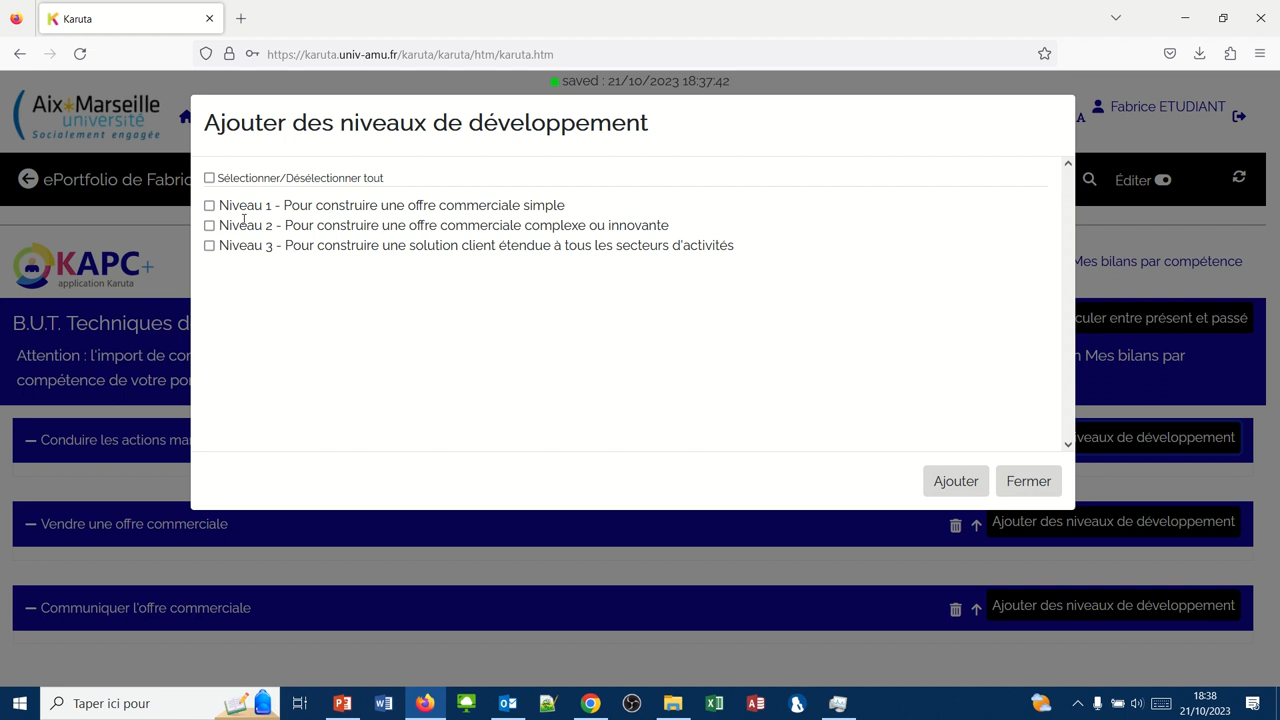 Karuta
https://karuta.univ-amu.fr/karuta/htm/karuta.htm
saved : 21/10/2023 18:37:42
Aix*Marseille
université
Socialement engagée
A
Fabrice ETUDIANT
Ajouter des niveaux de développement
ePortfolio de Fabric
Éditer
Sélectionner/Désélectionner tout
Niveau 1 - Pour construire une offre commerciale simple
Niveau 2 - Pour construire une offre commerciale complexe ou innovante
Niveau 3 - Pour construire une solution client étendue à tous les secteurs d'activités
KAPC+
application Karuta
Mes bilans par compétence
B.U.T. Techniques d
culer entre présent et passé
Attention : l'import de con
n Mes bilans par
compétence de votre por
Conduire les actions mar
veaux de développement
Ajouter
Fermer
Vendre une offre commerciale
Ajouter des niveaux de développement
Communiquer l'offre commerciale
Ajouter des niveaux de développement
Taper ici pour
18:38
21/10/2023